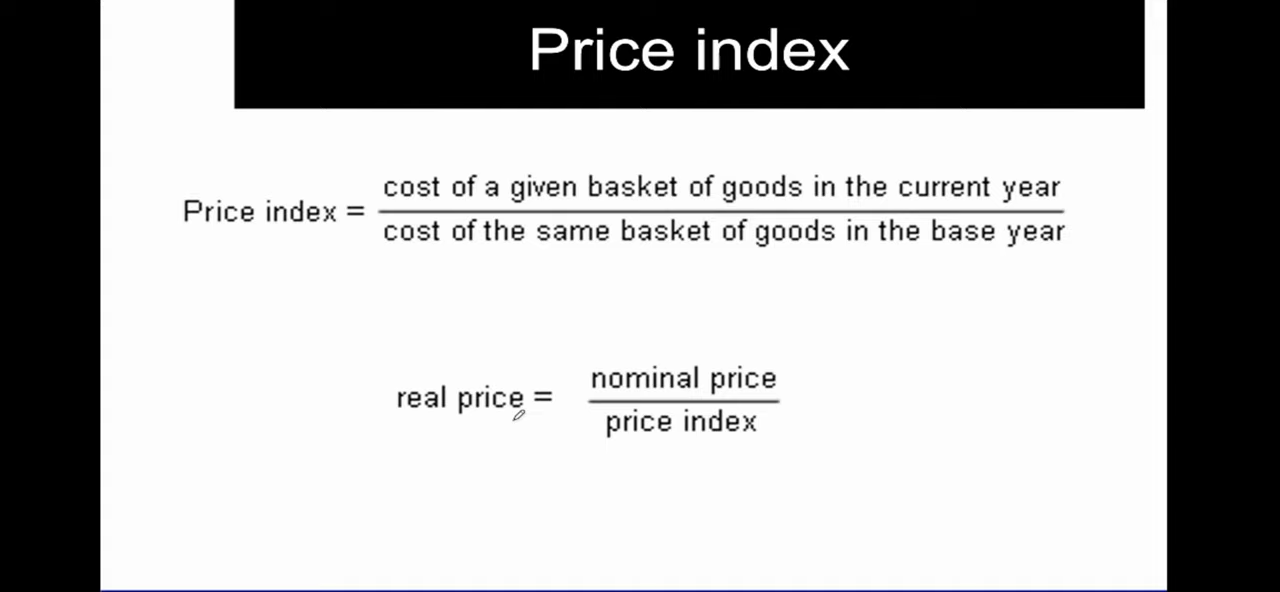 Price index
cost of a given basket of goods in the current year
Price index =
cost of the same basket of goods in the base year
nominal price
real price =
price index